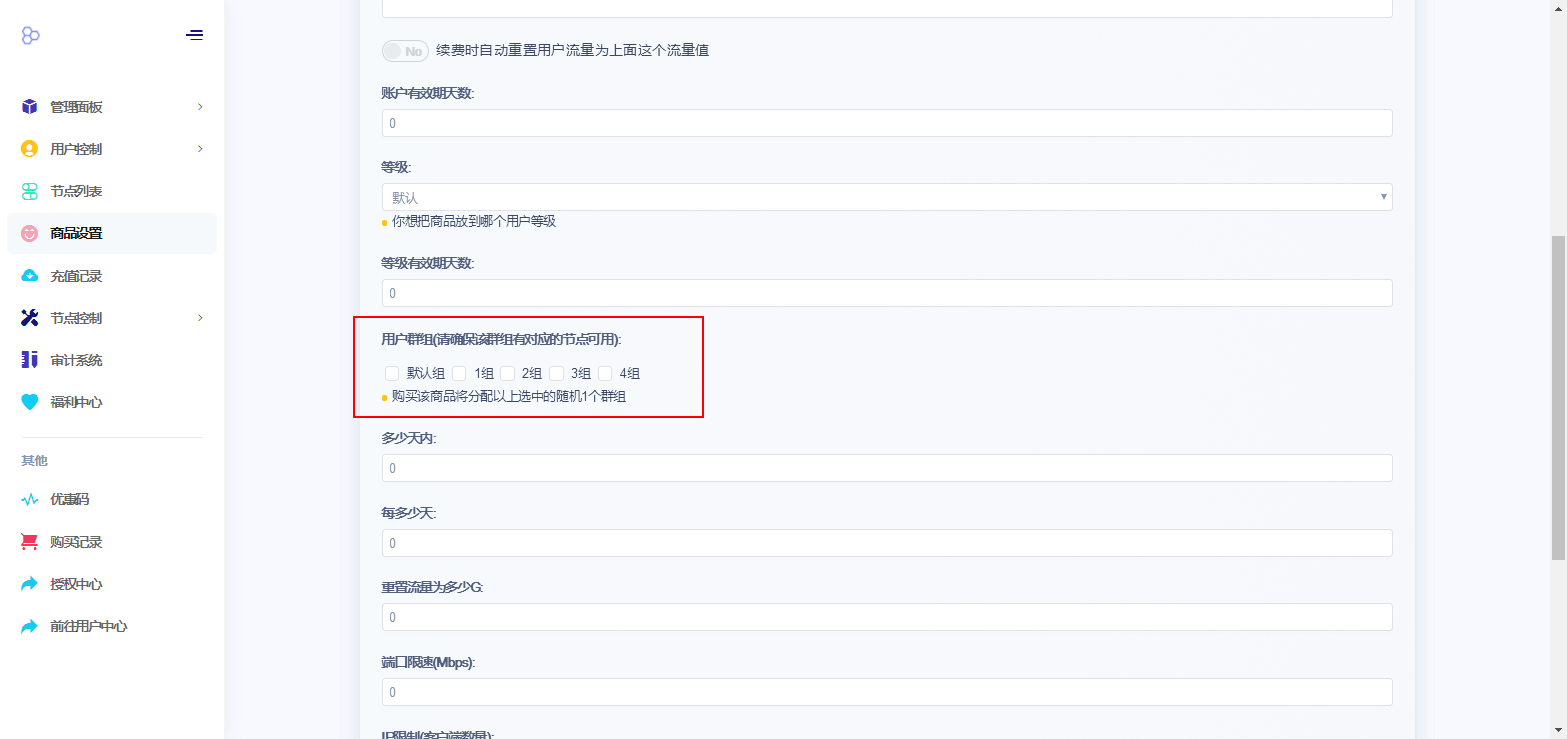 管理面板
用户控制
节点列表
商品设置
充值记录
节点控制
审计系统
福利中心
其他
优惠码
购买记录
授权中心
前往用户中心
No 续费时自动重置用户流量为上面这个流量值
账户有效期天数:
0
等级:
默认
你想把商品放到哪个用户等级
等级有效期天数:
0
用户群组(请确保该群组有对应的节点可用):
默认组 1组 2组 3组 4组
购买该商品将分配以上选中的随机1个群组
多少天内:
0
每多少天:
0
重置流量为多少G:
0
端口限速(Mbps):
0
IP限制(客户端数量):